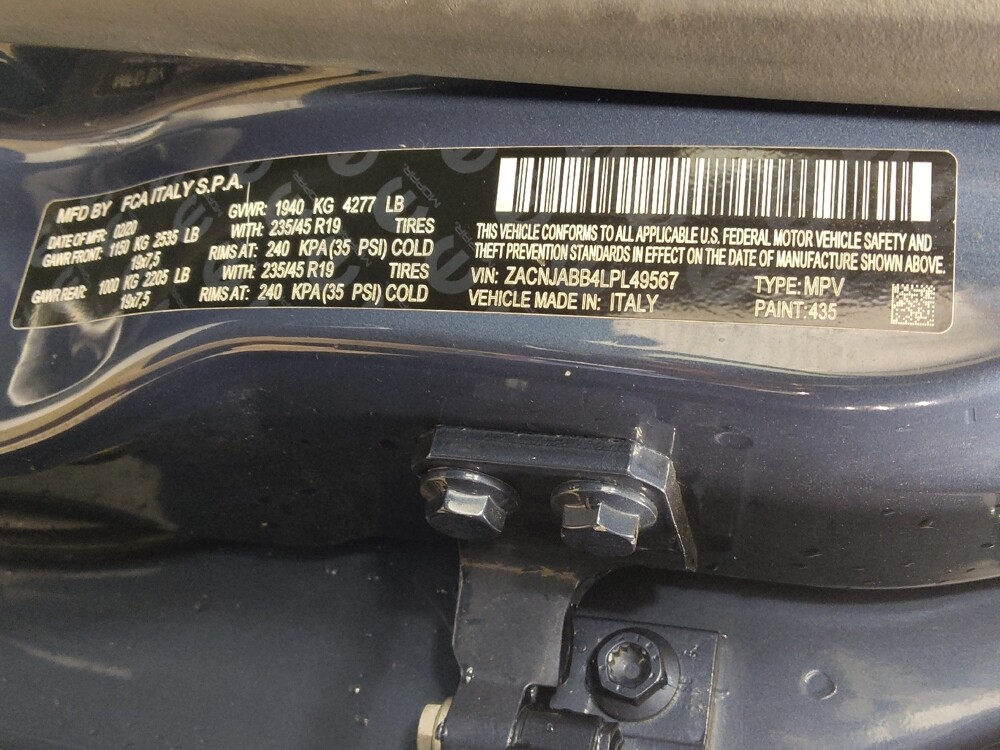 MFD BY FCA ITALY S.P.A.
DATE OF MFR: 0820 GVWR: 1940 KG 4277 LB
GAWR FRONT: 1150 KG 2535 LB WITH: 235/45 R19 TIRES
19x7,5 RIMS AT: 240 KPA (35 PSI) COLD
GAWR REAR: 1000 KG 2205 LB WITH: 235/45 R19 TIRES
19x7,5 RIMS AT: 240 KPA (35 PSI) COLD
THIS VEHICLE CONFORMS TO ALL APPLICABLE U.S. FEDERAL MOTOR VEHICLE SAFETY AND
THEFT PREVENTION STANDARDS IN EFFECT ON THE DATE OF MANUFACTURE SHOWN ABOVE.
VIN: ZACNJABB4LPL49567 TYPE: MPV
VEHICLE MADE IN: ITALY PAINT: 435